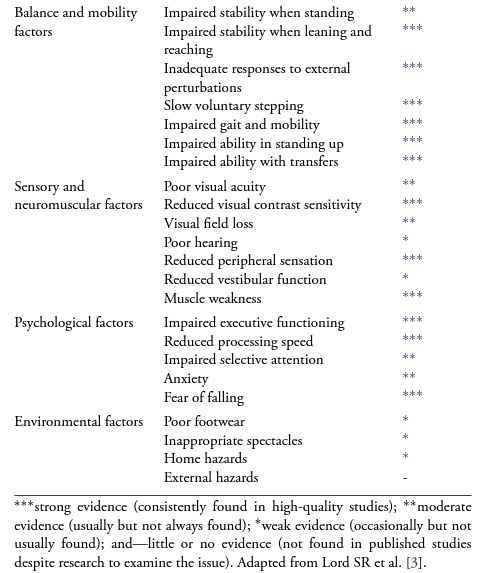 Balance and mobility Impaired stability when standing **
factors Impaired stability when leaning and ***
reaching
Inadequate responses to external ***
perturbations
Slow voluntary stepping ***
Impaired gait and mobility ***
Impaired ability in standing up ***
Impaired ability with transfers ***
Sensory and Poor visual acuity **
neuromuscular factors Reduced visual contrast sensitivity ***
Visual field loss **
Poor hearing *
Reduced peripheral sensation ***
Reduced vestibular function *
Muscle weakness ***
Psychological factors Impaired executive functioning ***
Reduced processing speed ***
Impaired selective attention **
Anxiety **
Fear of falling ***
Environmental factors Poor footwear *
Inappropriate spectacles *
Home hazards *
External hazards -
***strong evidence (consistently found in high-quality studies); **moderate
evidence (usually but not always found); *weak evidence (occasionally but not
usually found); and—little or no evidence (not found in published studies
despite research to examine the issue). Adapted from Lord SR et al. [3].